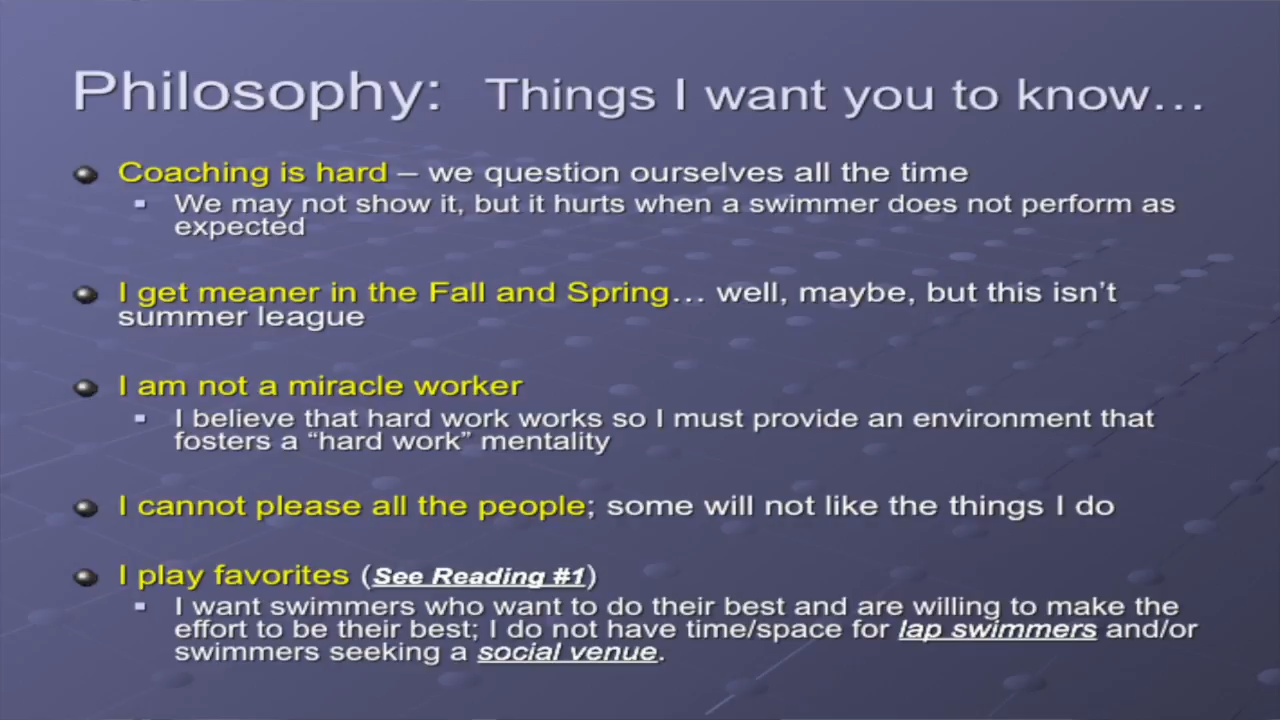 Philosophy: Things I want you to know…
Coaching is hard – we question ourselves all the time
We may not show it, but it hurts when a swimmer does not perform as
expected
I get meaner in the Fall and Spring… well, maybe, but this isn’t
summer league
I am not a miracle worker
I believe that hard work works so I must provide an environment that
fosters a “hard work” mentality
I cannot please all the people; some will not like the things I do
I play favorites (See Reading #1)
I want swimmers who want to do their best and are willing to make the
effort to be their best; I do not have time/space for lap swimmers and/or
swimmers seeking a social venue.